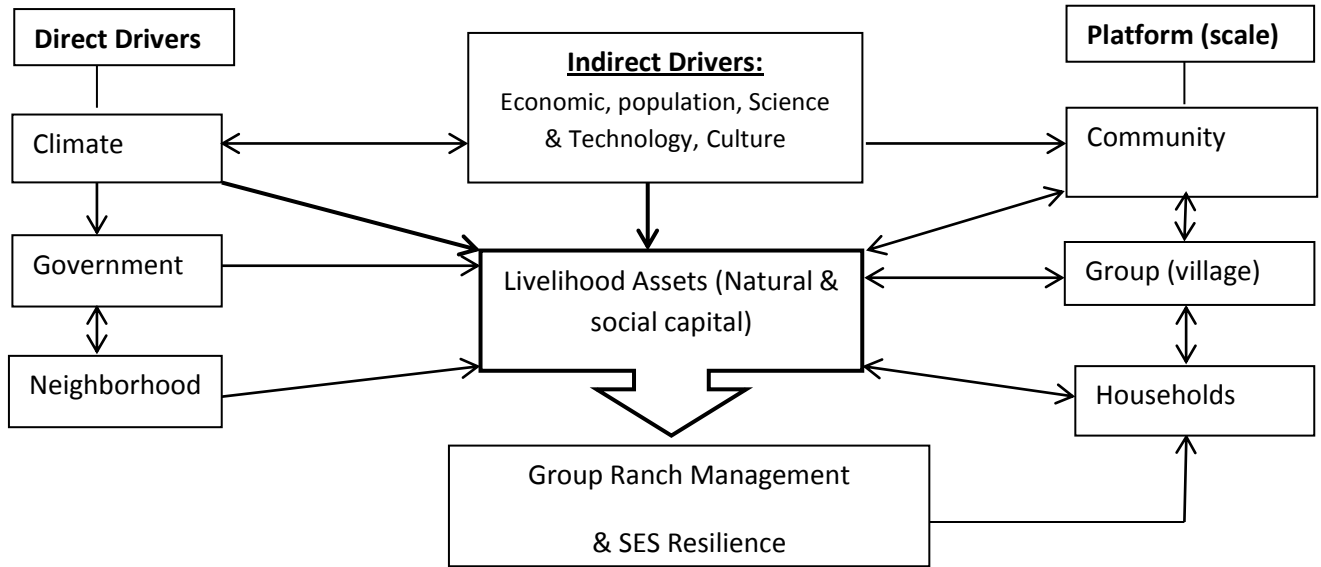 Direct Drivers
Climate
Government
Neighborhood
Indirect Drivers:
Economic, population, Science
& Technology, Culture
Livelihood Assets (Natural &
social capital)
Group Ranch Management
& SES Resilience
Platform (scale)
Community
Group (village)
Households